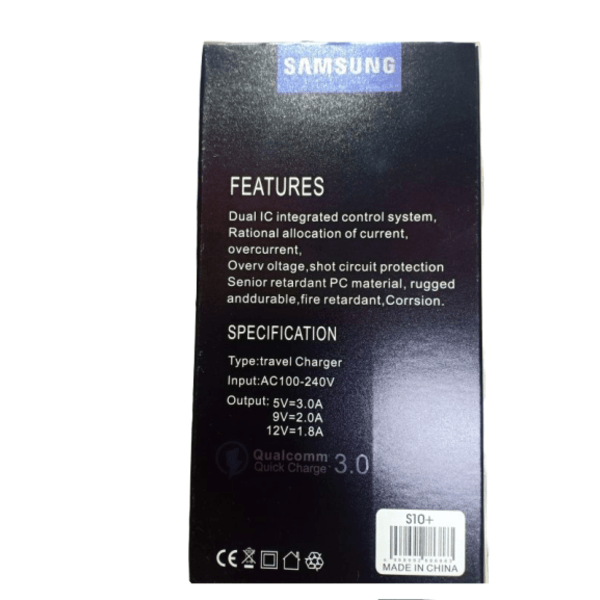 SAMSUNG
FEATURES
Dual IC integrated control system,
Rational allocation of current,
overcurrent,
Overv oltage,shot circuit protection
Senior retardant PC material, rugged
anddurable,fire retardant,Corrsion.
SPECIFICATION
Type:travel Charger
Input:AC100-240V
Output: 5V=3.0A
9V=2.0A
12V=1.8A
Qualcomm
Quick Charge 3.0
S10+
CE
MADE IN CHINA